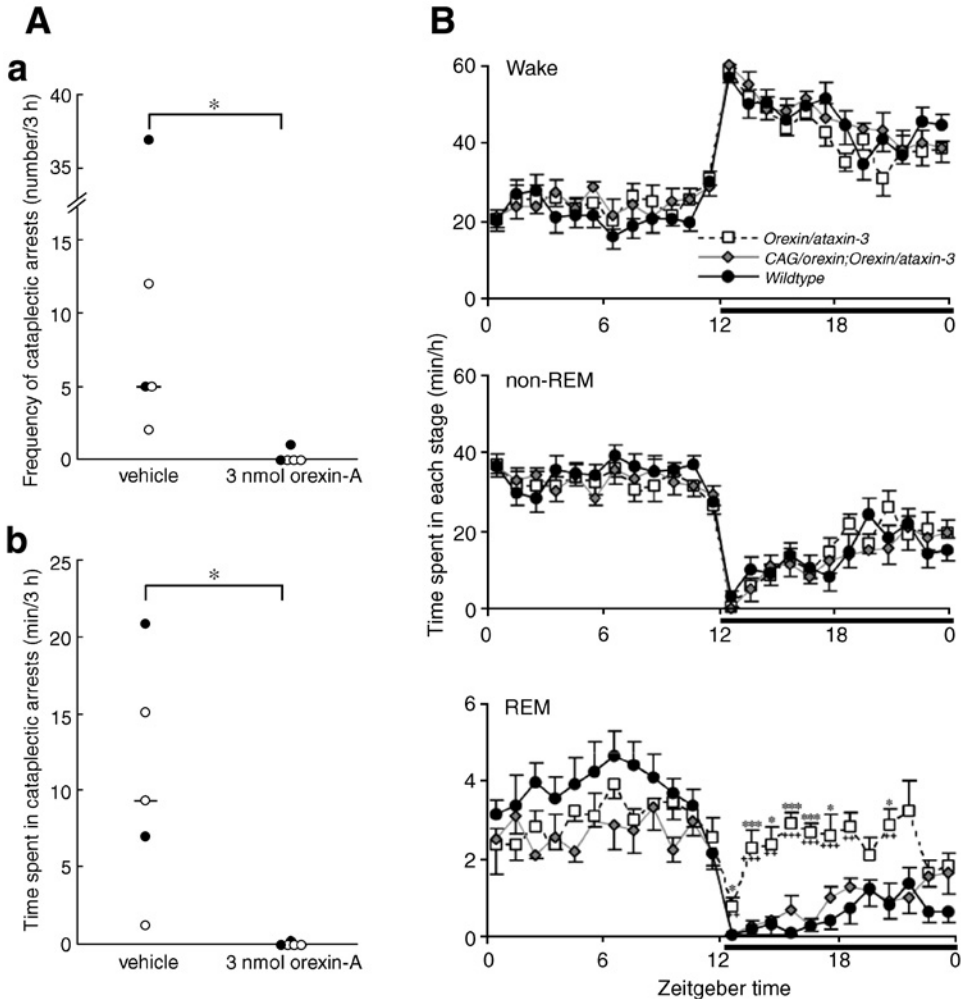 A
a
Frequency of cataplectic arrests (number/3 h)
40
35
15
10
5
0
*
vehicle
3 nmol orexin-A
b
Time spent in cataplectic arrests (min/3 h)
25
20
15
10
5
0
*
vehicle
3 nmol orexin-A
B
Time spent in each stage (min/h)
Wake
60
40
20
0
Orexin/ataxin-3
CAG/orexin;Orexin/ataxin-3
Wildtype
0 6 12 18 0
non-REM
60
40
20
0
0 6 12 18 0
REM
6
4
2
0
* *** * *** *** * *
0 6 12 18 0
Zeitgeber time